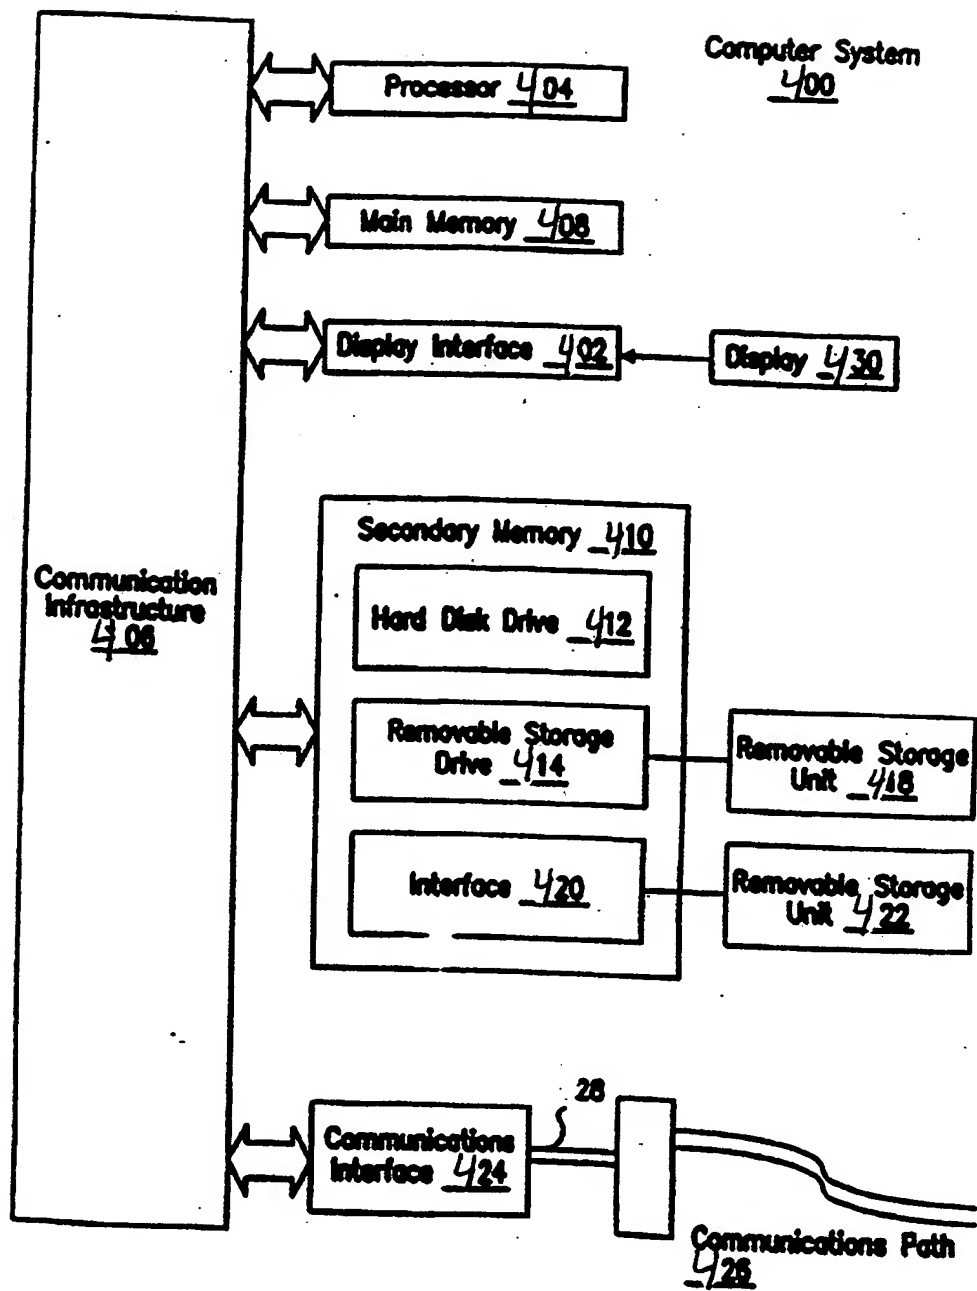 Computer System
400
Processor 404
Main Memory 408
Display Interface 402
Display 430
Communication
Infrastructure
406
Secondary Memory 410
Hard Disk Drive 412
Removable Storage
Drive 414
Removable Storage
Unit 418
Interface 420
Removable Storage
Unit 422
28
Communications
Interface 424
Communications Path
426